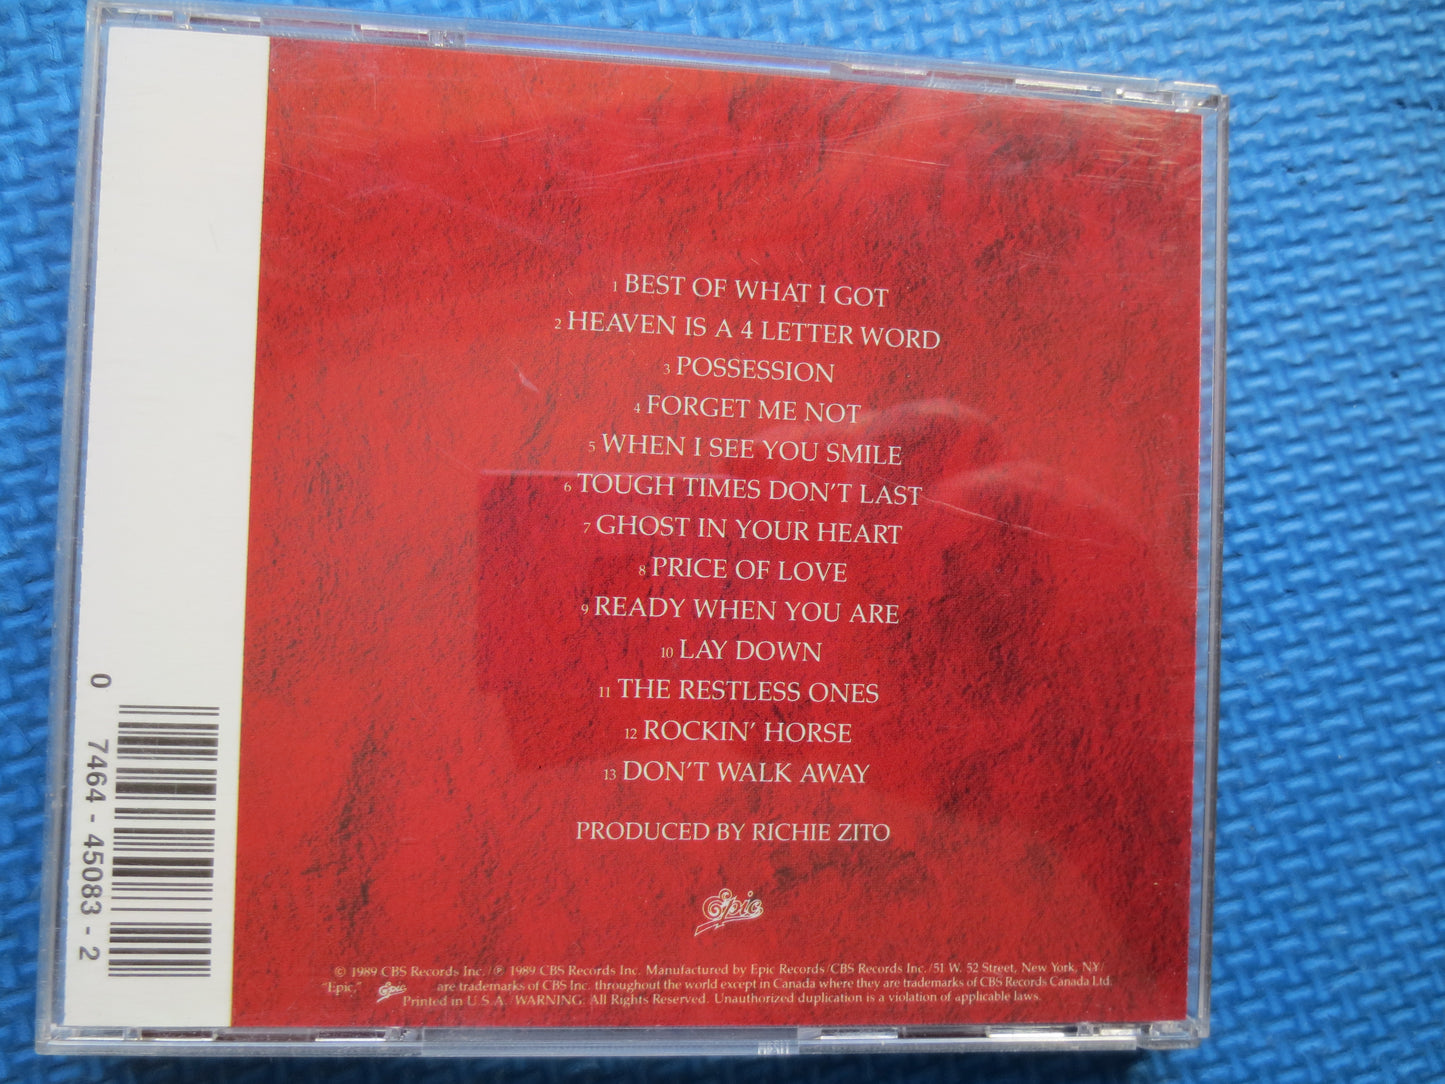 1 BEST OF WHAT I GOT
2 HEAVEN IS A 4 LETTER WORD
3 POSSESSION
4 FORGET ME NOT
5 WHEN I SEE YOU SMILE
6 TOUGH TIMES DON'T LAST
7 GHOST IN YOUR HEART
8 PRICE OF LOVE
9 READY WHEN YOU ARE
10 LAY DOWN
11 THE RESTLESS ONES
12 ROCKIN' HORSE
13 DON'T WALK AWAY
PRODUCED BY RICHIE ZITO
Epic
© 1989 CBS Records Inc./℗ 1989 CBS Records Inc. Manufactured by Epic Records/CBS Records Inc./51 W. 52 Street, New York, NY/
"Epic," Epic are trademarks of CBS Inc. throughout the world except in Canada where they are trademarks of CBS Records Canada Ltd.
Printed in U.S.A./WARNING: All Rights Reserved. Unauthorized duplication is a violation of applicable laws.
0 7464-45083-2